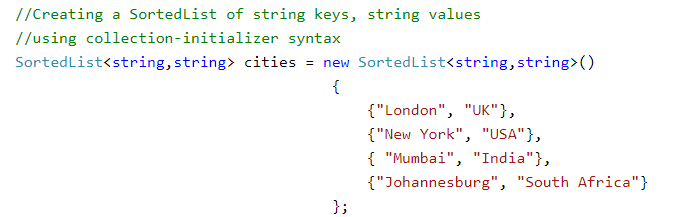 //Creating a SortedList of string keys, string values
//using collection-initializer syntax
SortedList<string,string> cities = new SortedList<string,string>()
{
{"London", "UK"},
{"New York", "USA"},
{ "Mumbai", "India"},
{"Johannesburg", "South Africa"}
};